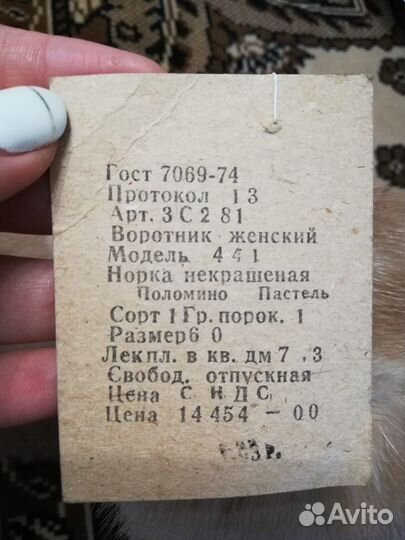 Гост 7069-74
Протокол 13
Арт. 3С281
Воротник женский
Модель 441
Норка некрашеная
Поломино Пастель
Сорт 1 Гр. порок. 1
Размер 60
Лекпл. в кв. дм 7,3
Свобод. отпускная
Цена С НДС
Цена 14454-00
Avito